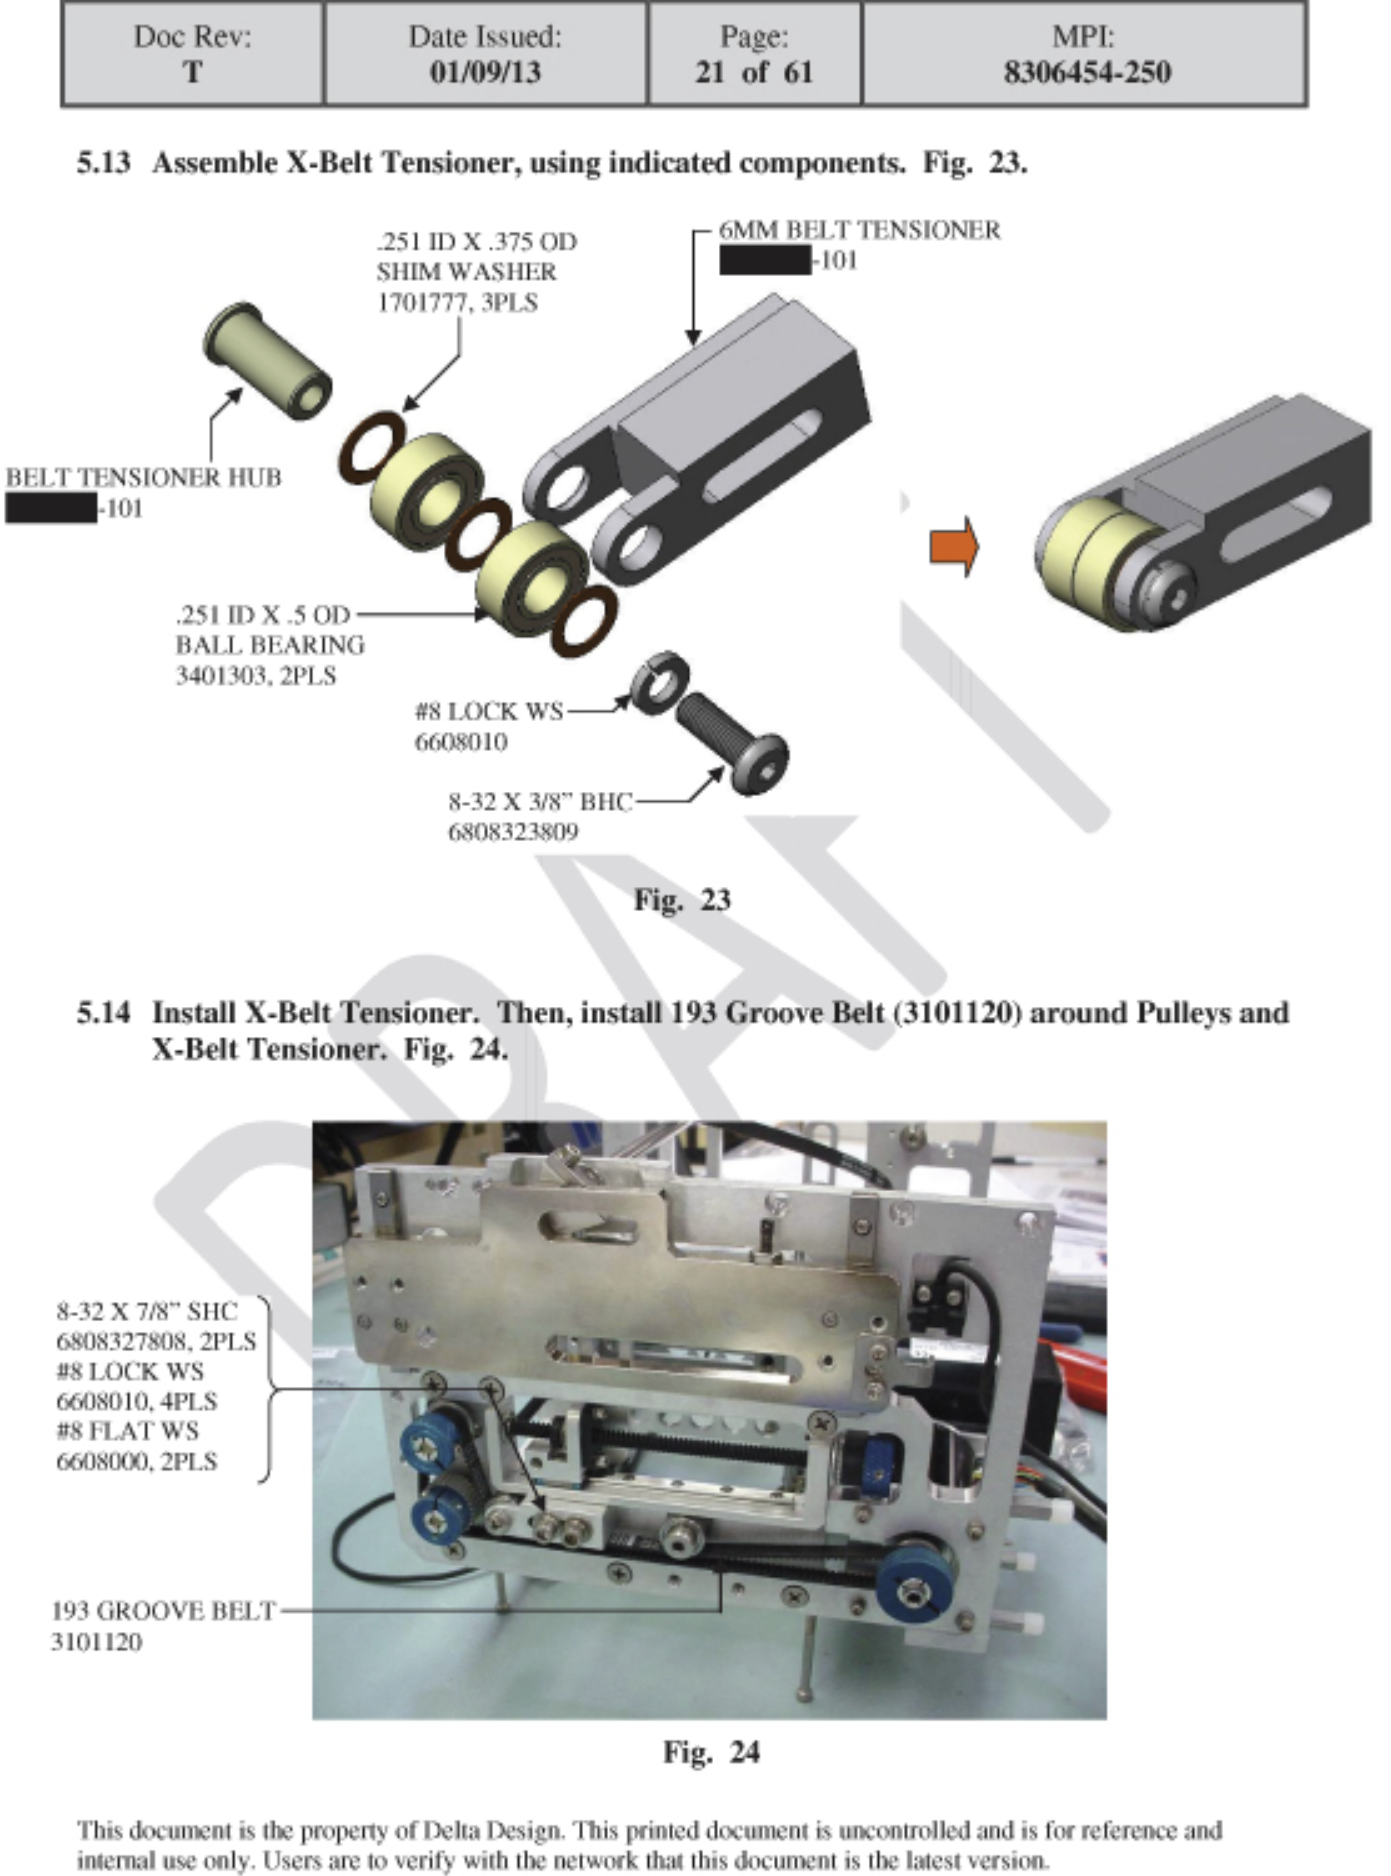 Doc Rev:
T
Date Issued:
01/09/13
Page:
21 of 61
MPI:
8306454-250
5.13 Assemble X-Belt Tensioner, using indicated components. Fig. 23.
.251 ID X .375 OD
SHIM WASHER
1701777, 3PLS
6MM BELT TENSIONER
-101
BELT TENSIONER HUB
-101
.251 ID X .5 OD
BALL BEARING
3401303, 2PLS
#8 LOCK WS
6608010
8-32 X 3/8” BHC
6808323809
Fig. 23
5.14 Install X-Belt Tensioner. Then, install 193 Groove Belt (3101120) around Pulleys and
X-Belt Tensioner. Fig. 24.
8-32 X 7/8” SHC
6808327808, 2PLS
#8 LOCK WS
6608010, 4PLS
#8 FLAT WS
6608000, 2PLS
193 GROOVE BELT
3101120
Fig. 24
This document is the property of Delta Design. This printed document is uncontrolled and is for reference and
internal use only. Users are to verify with the network that this document is the latest version.
DRAFT